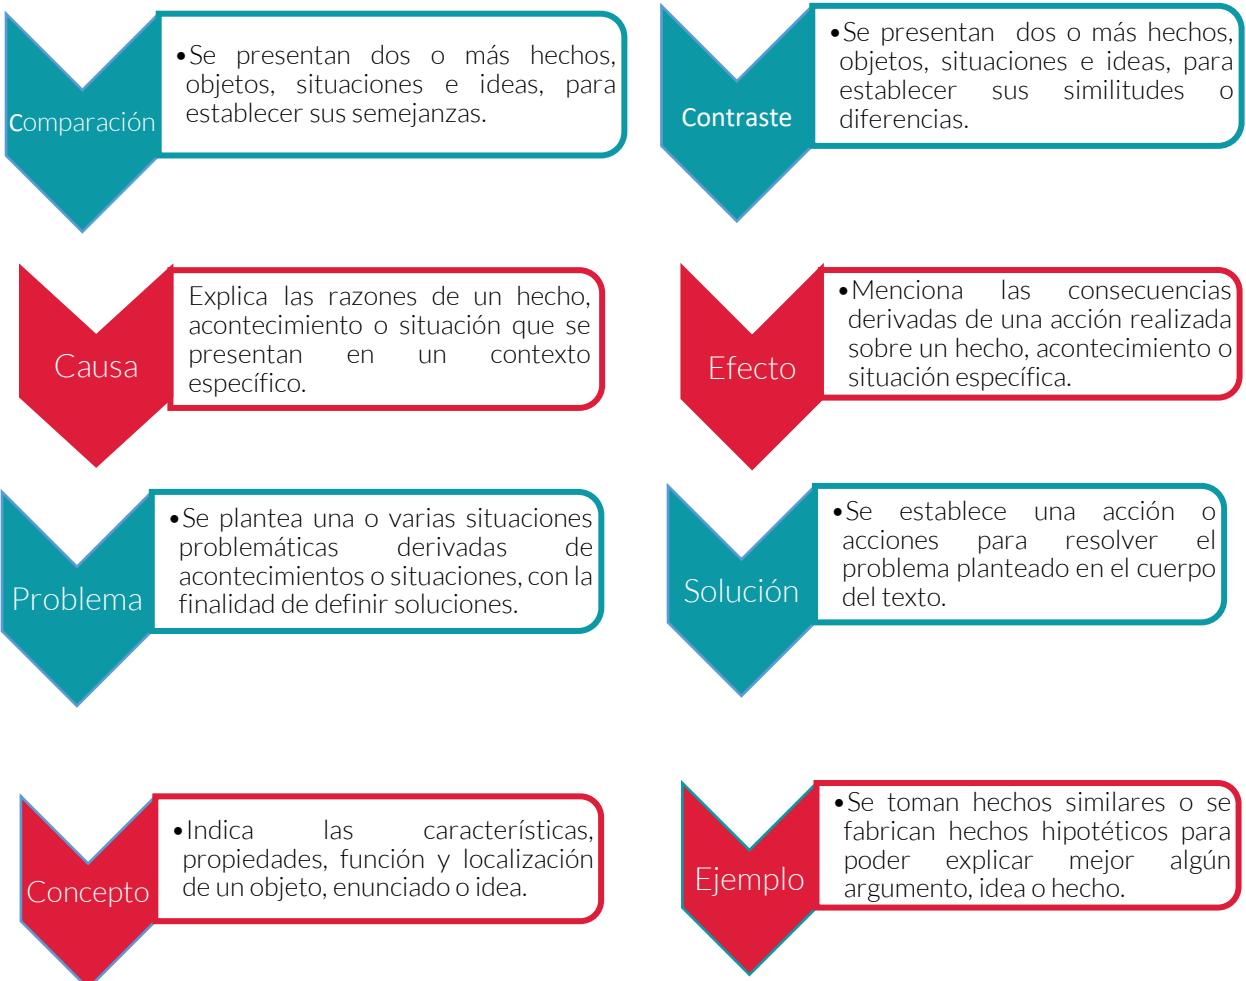 Comparación
•Se presentan dos o más hechos,
objetos, situaciones e ideas, para
establecer sus semejanzas.
Contraste
•Se presentan dos o más hechos,
objetos, situaciones e ideas, para
establecer sus similitudes o
diferencias.
Causa
Explica las razones de un hecho,
acontecimiento o situación que se
presentan en un contexto
específico.
Efecto
•Menciona las consecuencias
derivadas de una acción realizada
sobre un hecho, acontecimiento o
situación específica.
Problema
•Se plantea una o varias situaciones
problemáticas derivadas de
acontecimientos o situaciones, con la
finalidad de definir soluciones.
Solución
•Se establece una acción o
acciones para resolver el
problema planteado en el cuerpo
del texto.
Concepto
•Indica las características,
propiedades, función y localización
de un objeto, enunciado o idea.
Ejemplo
•Se toman hechos similares o se
fabrican hechos hipotéticos para
poder explicar mejor algún
argumento, idea o hecho.